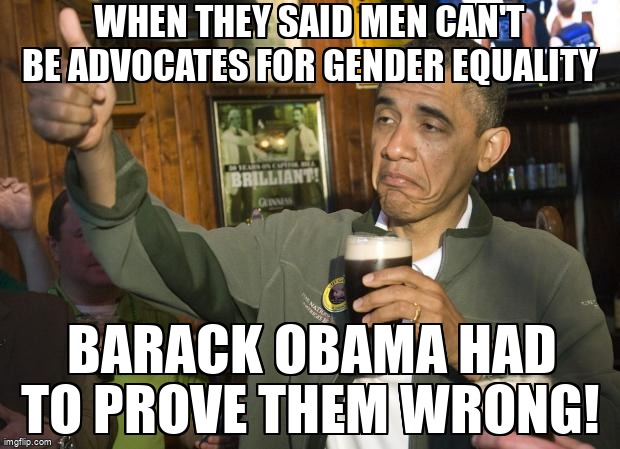 WHEN THEY SAID MEN CAN'T
BE ADVOCATES FOR GENDER EQUALITY
50 YEARS ON CAPITOL HILL
BRILLIANT!
GUINNESS
BARACK OBAMA HAD
TO PROVE THEM WRONG!
imgflip.com